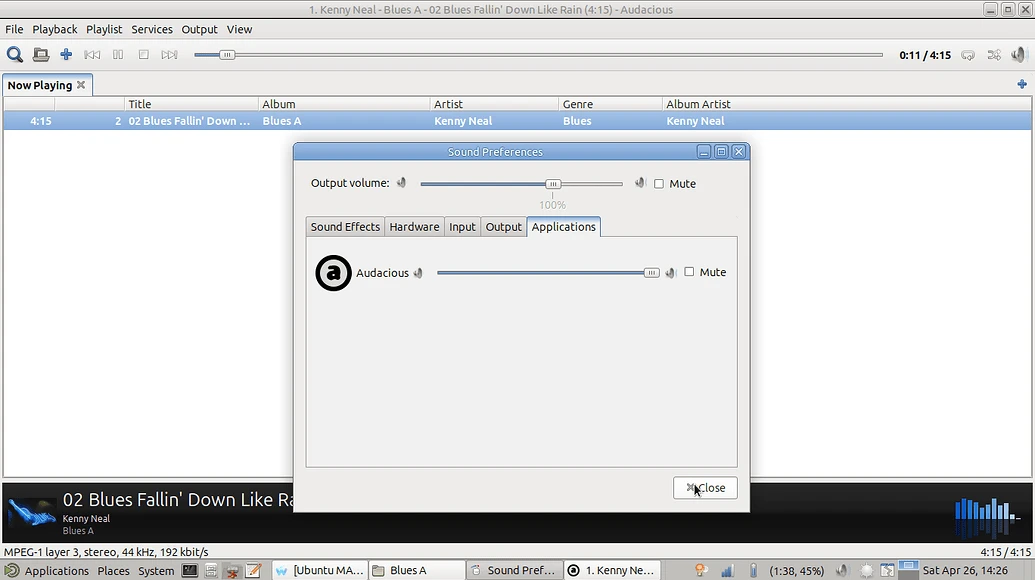 1. Kenny Neal - Blues A - 02 Blues Fallin' Down Like Rain (4:15) - Audacious
File Playback Playlist Services Output View
0:11 / 4:15
Now Playing
Title Album Artist Genre Album Artist
4:15 2 02 Blues Fallin' Down ... Blues A Kenny Neal Blues Kenny Neal
Sound Preferences
Output volume: Mute
100%
Sound Effects Hardware Input Output Applications
a Audacious Mute
Close
02 Blues Fallin' Down Like Ra
Kenny Neal
Blues A
MPEG-1 layer 3, stereo, 44 kHz, 192 kbit/s 4:15 / 4:15
Applications Places System [Ubuntu MA... Blues A Sound Pref... 1. Kenny Ne... (1:38, 45%) Sat Apr 26, 14:26